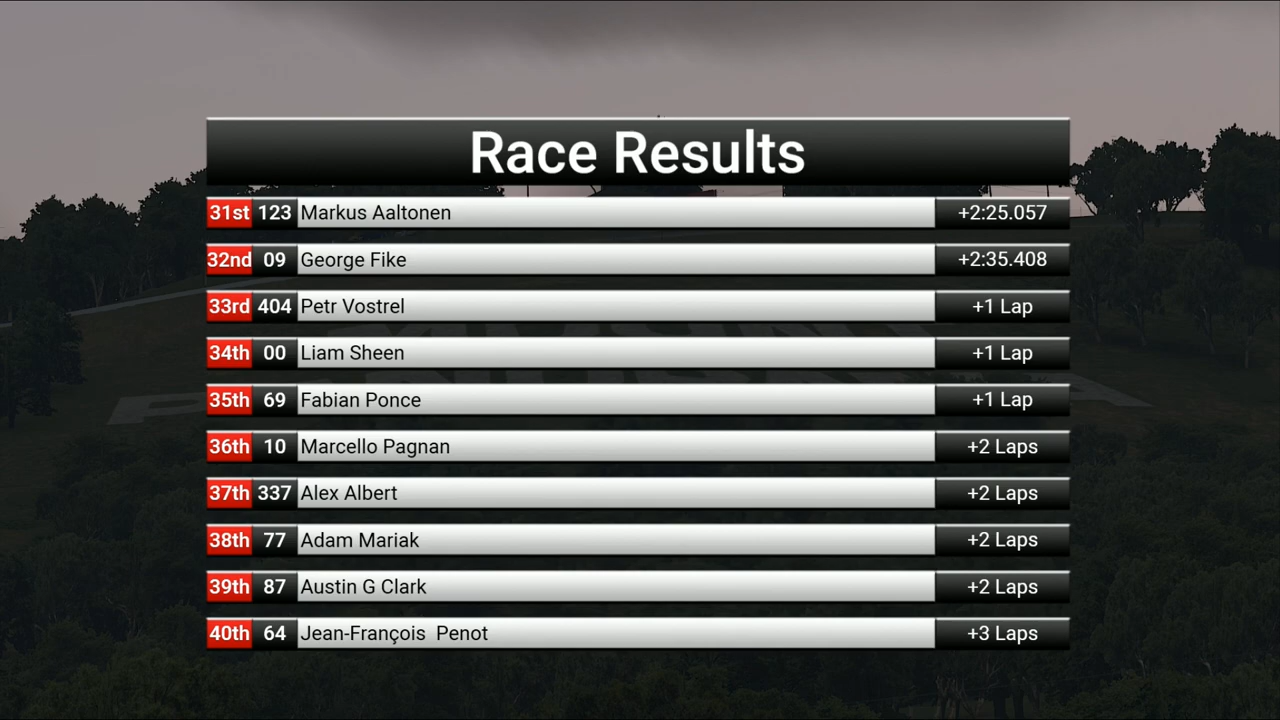 Race Results
31st 123 Markus Aaltonen +2:25.057
32nd 09 George Fike +2:35.408
33rd 404 Petr Vostrel +1 Lap
34th 00 Liam Sheen +1 Lap
35th 69 Fabian Ponce +1 Lap
36th 10 Marcello Pagnan +2 Laps
37th 337 Alex Albert +2 Laps
38th 77 Adam Mariak +2 Laps
39th 87 Austin G Clark +2 Laps
40th 64 Jean-François  Penot +3 Laps